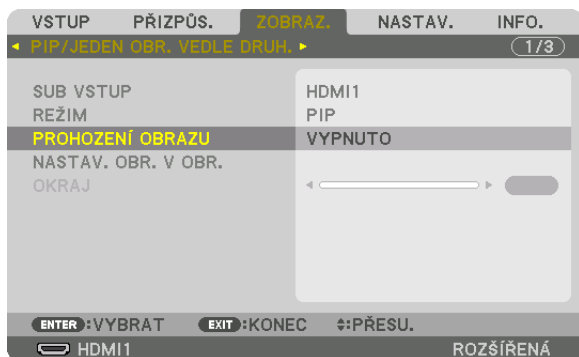 VSTUP PŘIZPŮS. ZOBRAZ. NASTAV. INFO.
PIP/JEDEN OBR. VEDLE DRUH. 1/3
SUB VSTUP HDMI1
REŽIM PIP
PROHOZENÍ OBRAZU VYPNUTO
NASTAV. OBR. V OBR.
OKRAJ
ENTER :VYBRAT EXIT :KONEC :PŘESU.
HDMI1 ROZŠÍŘENÁ